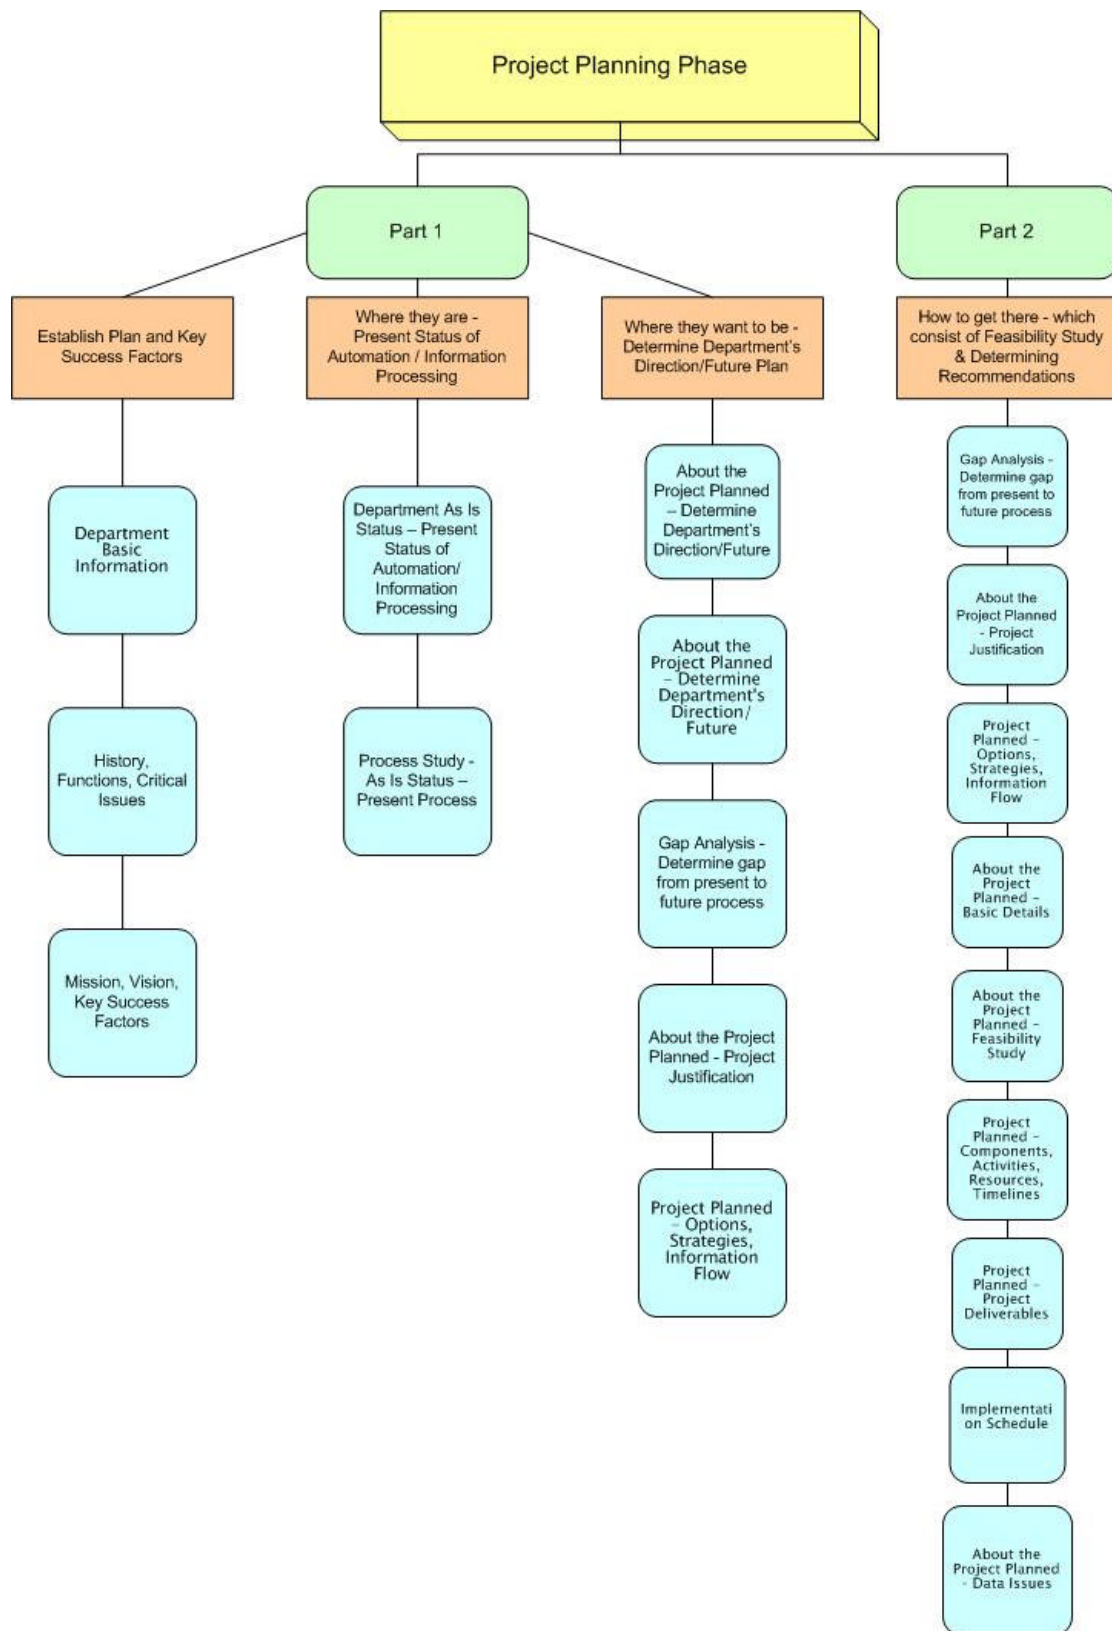 Project Planning Phase
Part 1
Part 2
Establish Plan and Key
Success Factors
Where they are -
Present Status of
Automation / Information
Processing
Where they want to be -
Determine Department's
Direction/Future Plan
How to get there - which
consist of Feasibility Study
& Determining
Recommendations
Department
Basic
Information
History,
Functions, Critical
Issues
Mission, Vision,
Key Success
Factors
Department As Is
Status – Present
Status of
Automation/
Information
Processing
Process Study -
As Is Status –
Present Process
About the
Project Planned
– Determine
Department's
Direction/Future
About the
Project Planned
– Determine
Department's
Direction/
Future
Gap Analysis -
Determine gap
from present to
future process
About the Project
Planned - Project
Justification
Project Planned
– Options,
Strategies,
Information
Flow
Gap Analysis -
Determine gap
from present to
future process
About the
Project Planned
- Project
Justification
Project
Planned –
Options,
Strategies,
Information
Flow
About the
Project
Planned –
Basic Details
About the
Project
Planned –
Feasibility
Study
Project
Planned –
Components,
Activities,
Resources,
Timelines
Project
Planned –
Project
Deliverables
Implementati
on Schedule
About the
Project Planned
- Data Issues